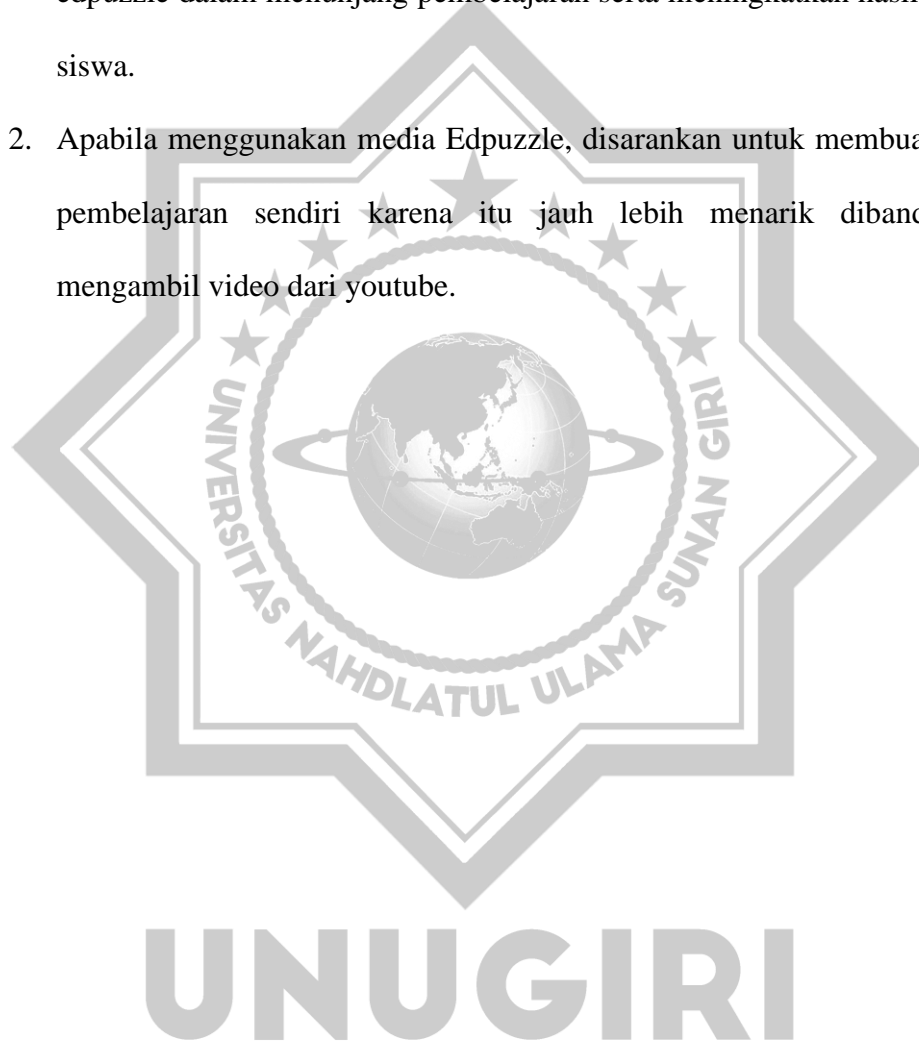 edpuzzle dalam menunjang pembelajaran serta meningkatkan hasil
siswa.
2. Apabila menggunakan media Edpuzzle, disarankan untuk membua
pembelajaran sendiri karena itu jauh lebih menarik diband
mengambil video dari youtube.
UNIVERSITAS NAHDLATUL ULAMA SUNAN GIRI
UNUGIRI